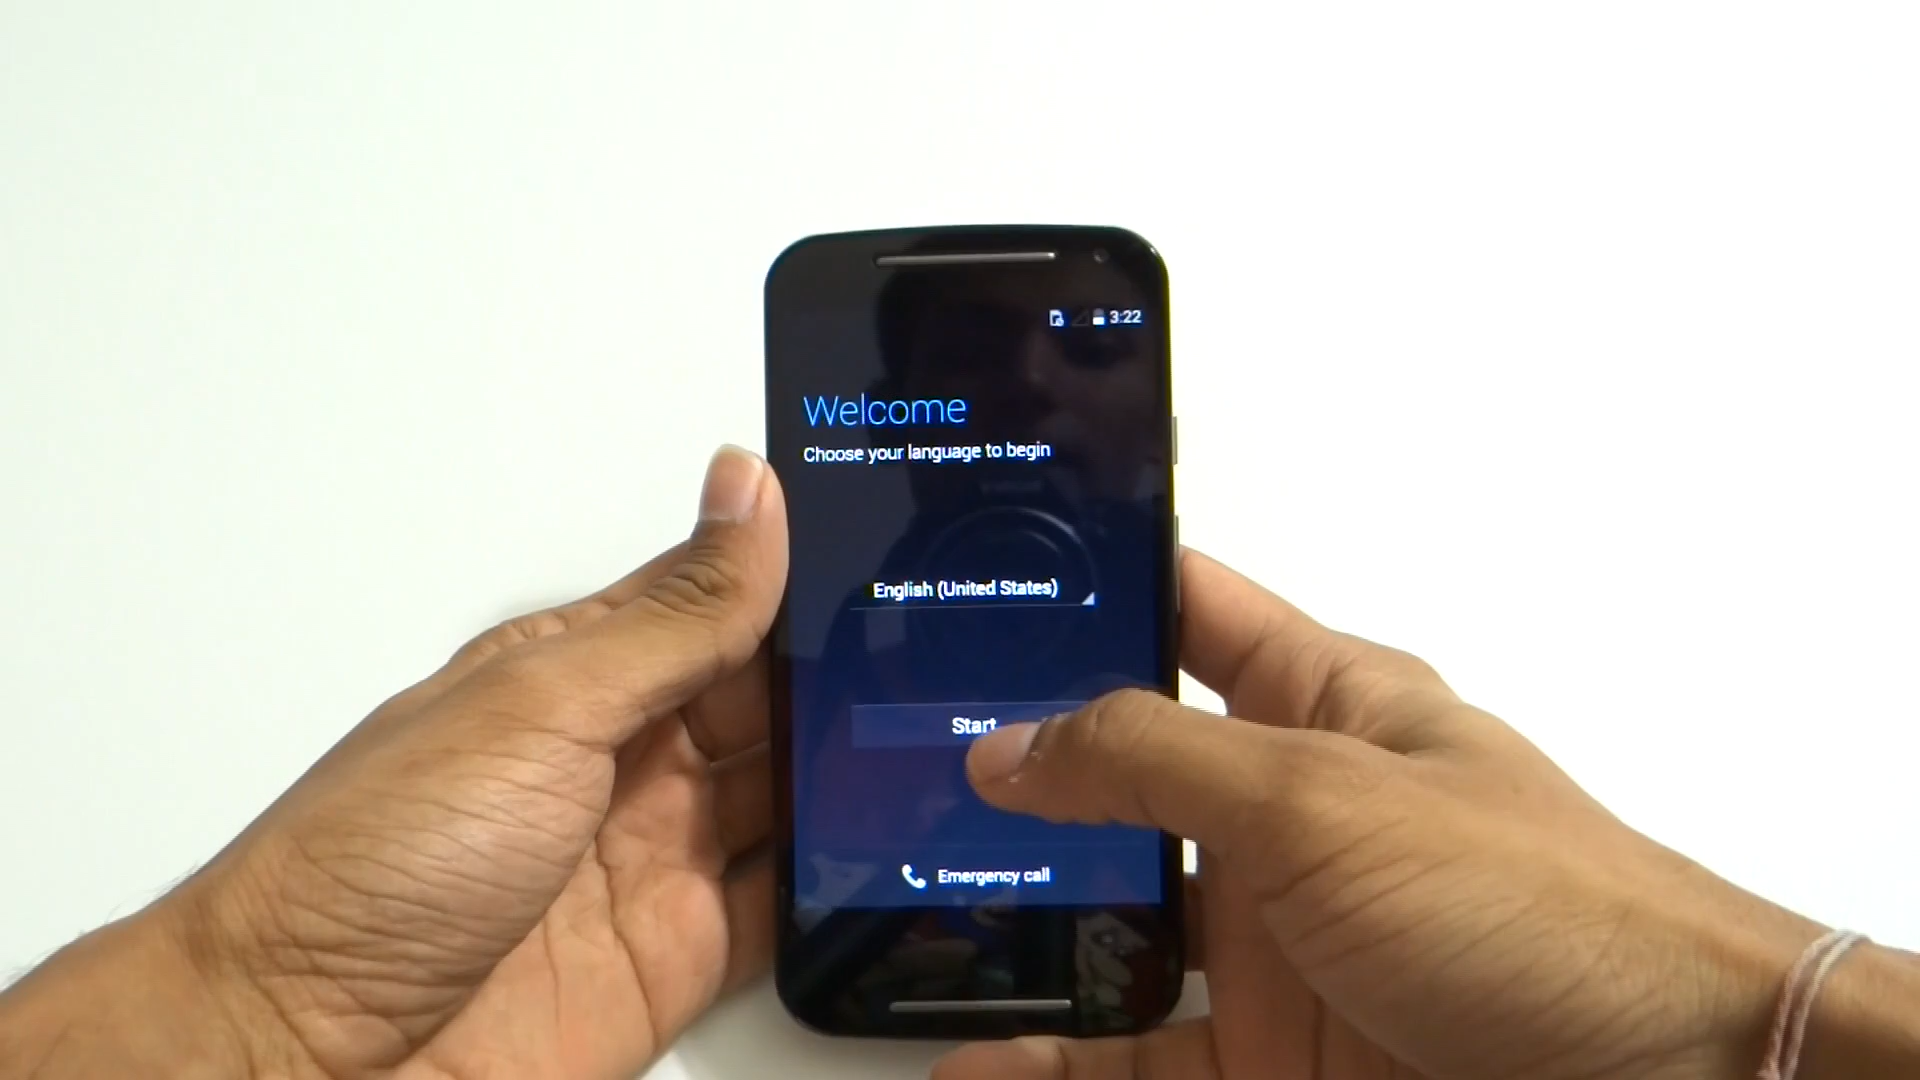 3:22
Welcome
Choose your language to begin
English (United States)
Start
Emergency call